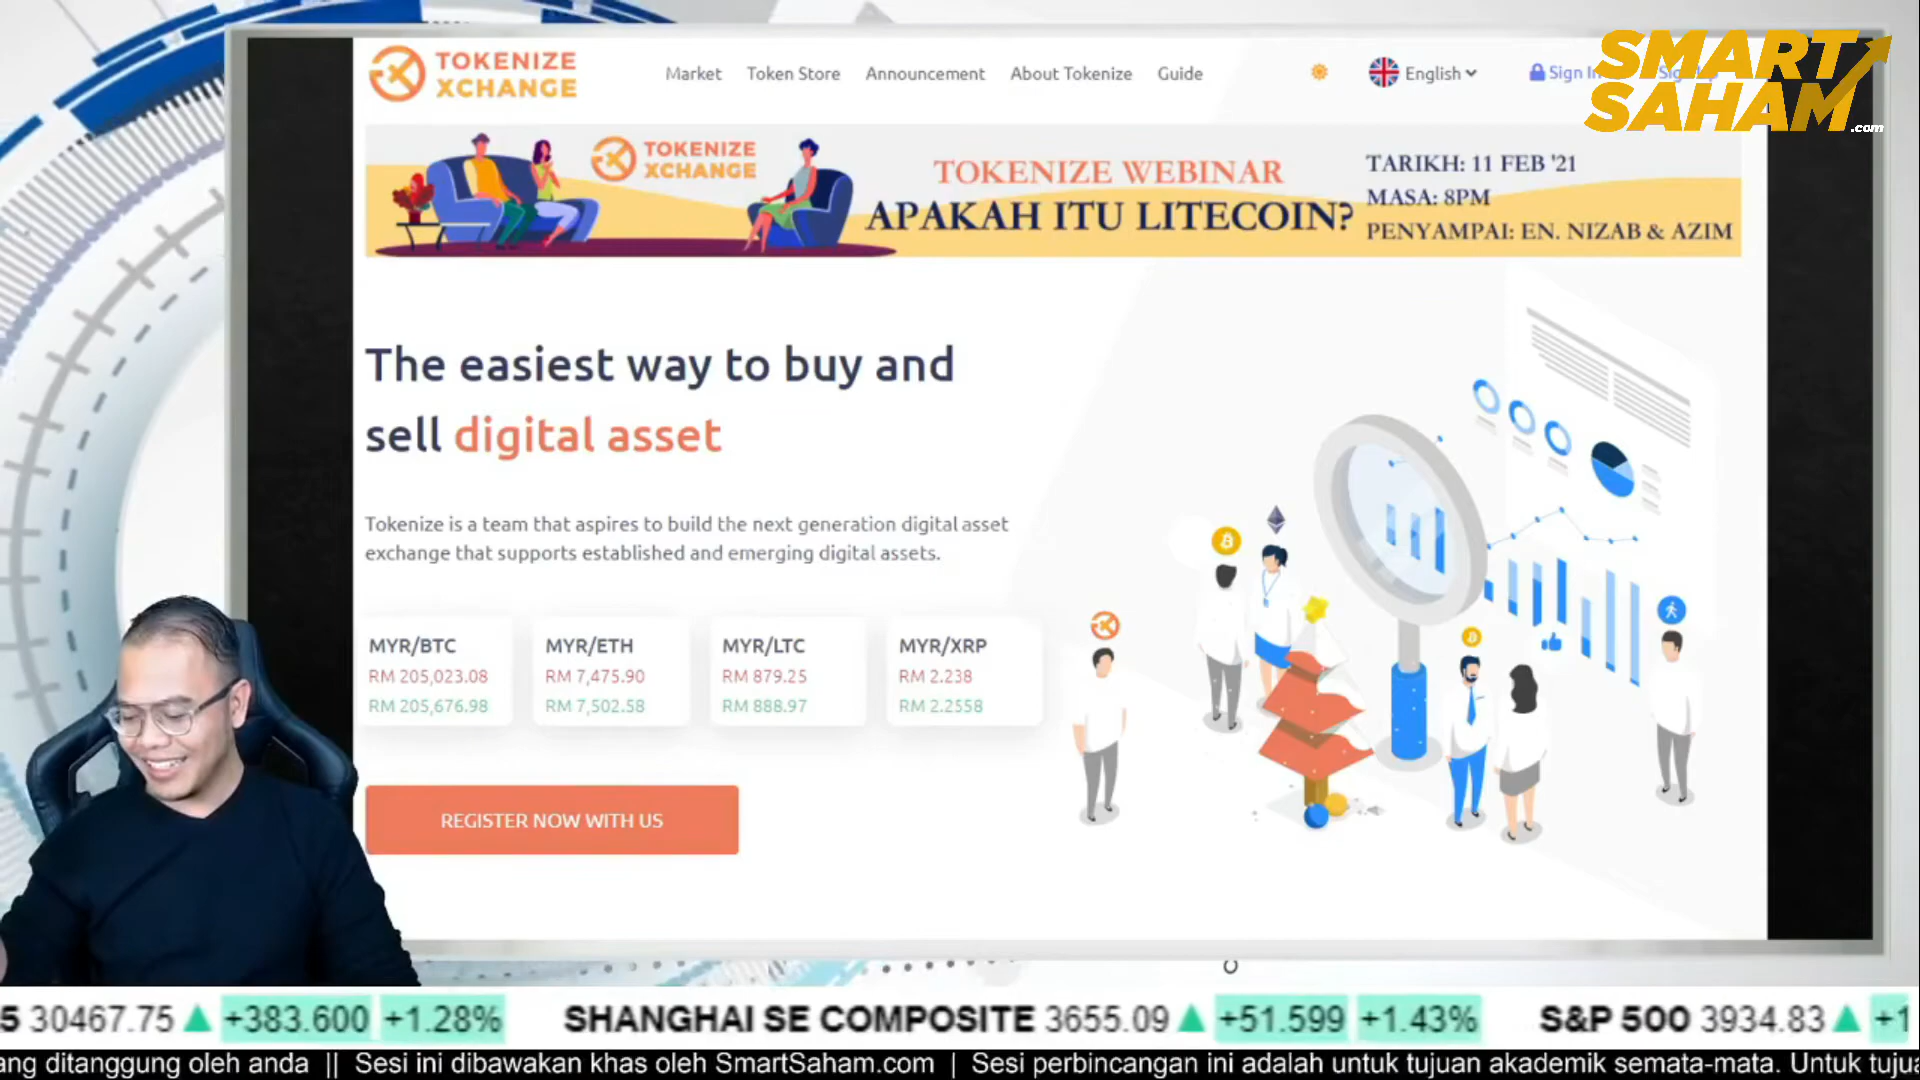 TOKENIZE
XCHANGE
Market Token Store Announcement About Tokenize Guide
English
Sign In
SMART
SAHAM
.com
TOKENIZE
XCHANGE
TOKENIZE WEBINAR
APAKAH ITU LITECOIN?
TARIKH: 11 FEB '21
MASA: 8PM
PENYAMPAI: EN. NIZAB & AZIM
The easiest way to buy and
sell digital asset
Tokenize is a team that aspires to build the next generation digital asset
exchange that supports established and emerging digital assets.
MYR/BTC
RM 205,023.08
RM 205,676.98
MYR/ETH
RM 7,475.90
RM 7,502.58
MYR/LTC
RM 879.25
RM 888.97
MYR/XRP
RM 2.238
RM 2.2558
REGISTER NOW WITH US
5 30467.75 +383.600 +1.28% SHANGHAI SE COMPOSITE 3655.09 +51.599 +1.43% S&P 500 3934.83 +1
ang ditanggung oleh anda || Sesi ini dibawakan khas oleh SmartSaham.com | Sesi perbincangan ini adalah untuk tujuan akademik semata-mata. Untuk tujua